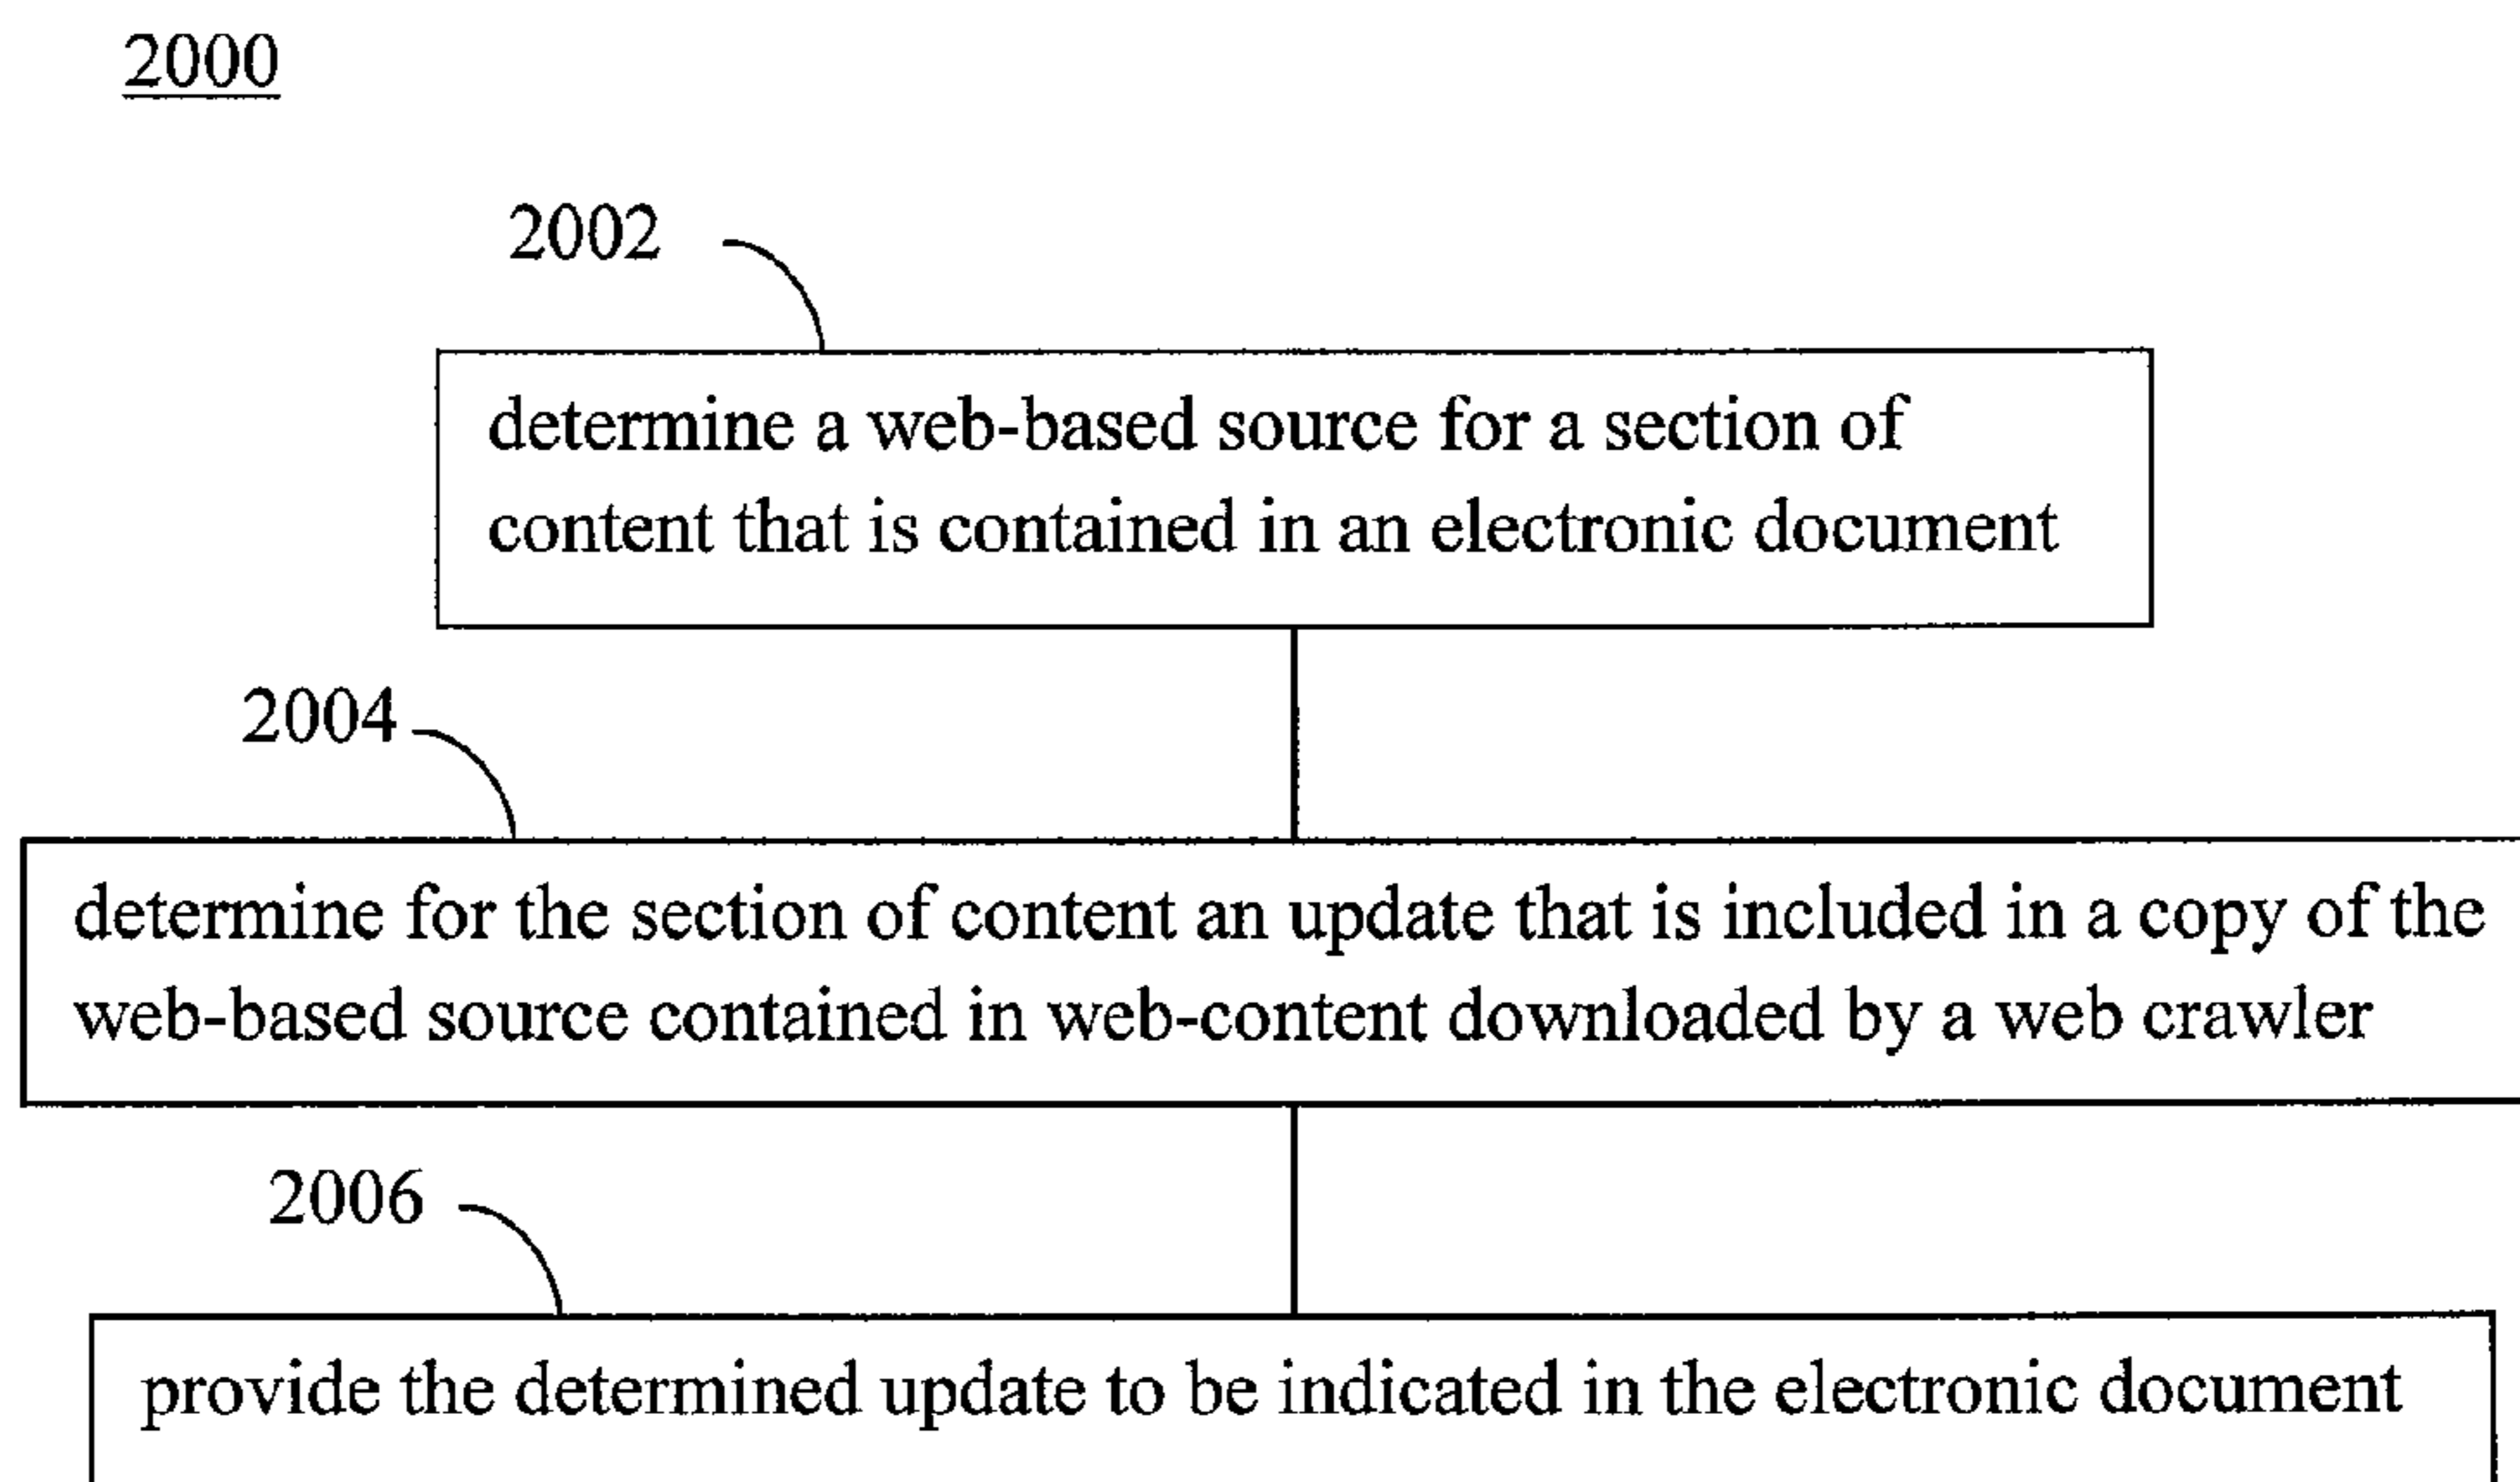 2000
2002
determine a web-based source for a section of
content that is contained in an electronic document
2004
determine for the section of content an update that is included in a copy of the
web-based source contained in web-content downloaded by a web crawler
2006
provide the determined update to be indicated in the electronic document